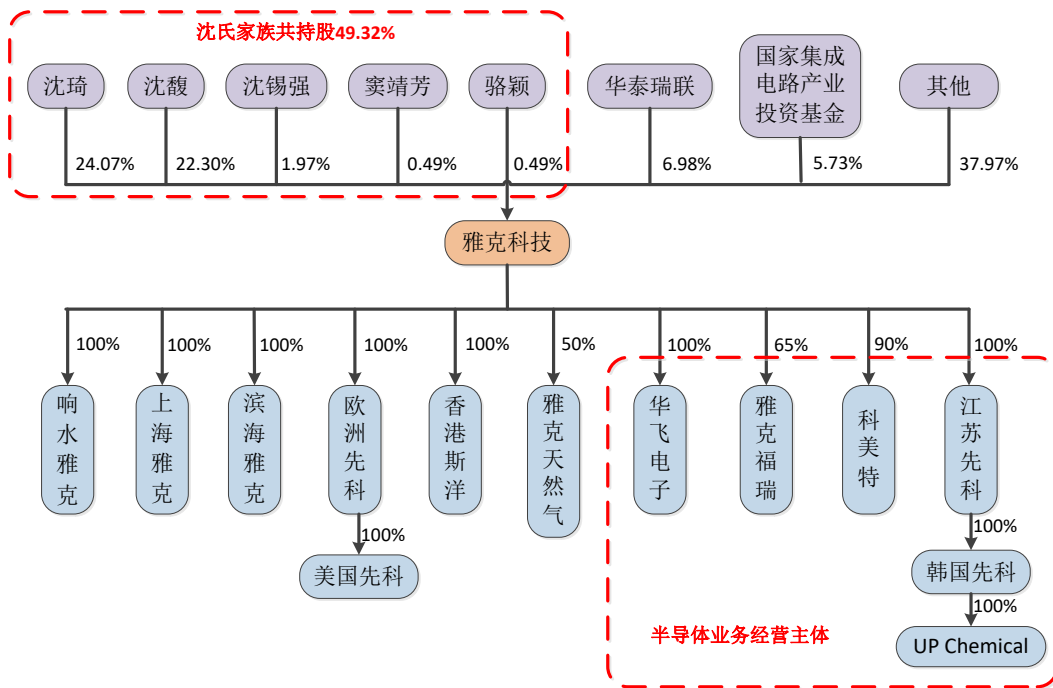 沈氏家族共持股49.32%
沈琦
沈馥
沈锡强
窦靖芳
骆颖
华泰瑞联
国家集成
电路产业
投资基金
其他
24.07%
22.30%
1.97%
0.49%
0.49%
6.98%
5.73%
37.97%
雅克科技
100%
100%
100%
100%
100%
50%
100%
65%
90%
100%
响水雅克
上海雅克
滨海雅克
欧洲先科
香港斯洋
雅克天然气
华飞电子
雅克福瑞
科美特
江苏先科
100%
100%
美国先科
韩国先科
100%
半导体业务经营主体
UP Chemical